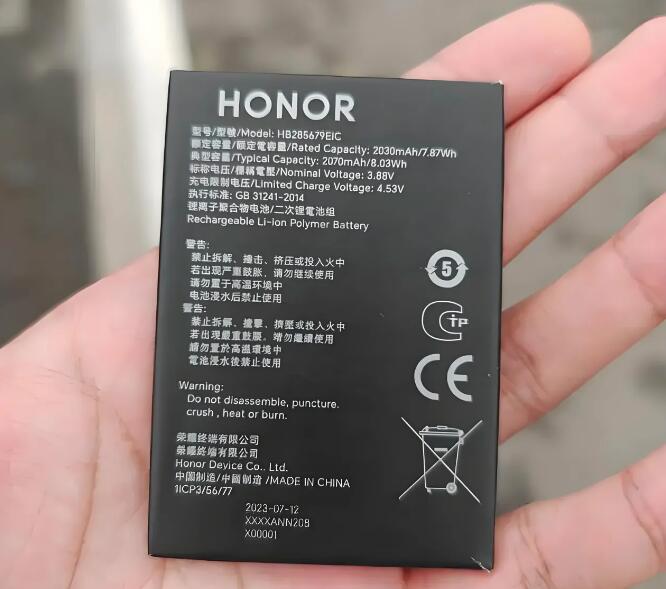 HONOR
型号/型號/Model: HB285679EIC
额定容量/額定電容量/Rated Capacity: 2030mAh/7.87Wh
典型容量/Typical Capacity: 2070mAh/8.03Wh
标称电压/標稱電壓/Nominal Voltage: 3.88V
充电限制电压/Limited Charge Voltage: 4.53V
执行标准: GB 31241-2014
锂离子聚合物电池/二次鋰電池組
Rechargeable Li-ion Polymer Battery
警告:
禁止拆解、撞击、挤压或投入火中
若出现严重鼓胀、请勿继续使用
请勿置于高温环境中
电池浸水后禁止使用
警告:
禁止拆解、撞擊、擠壓或投入火中
若出現嚴重鼓膜。請勿繼續使用
請勿置於高溫環境中
電池浸水後禁止使用
Warning:
Do not disassemble, puncture.
crush , heat or burn.
荣耀终端有限公司
榮耀終端有限公司
Honor Device Co., Ltd.
中国制造/中國制造 /MADE IN CHINA
1ICP3/56/77
2023-07-12
XXXXANN20B
X00001
5
C TP
CE